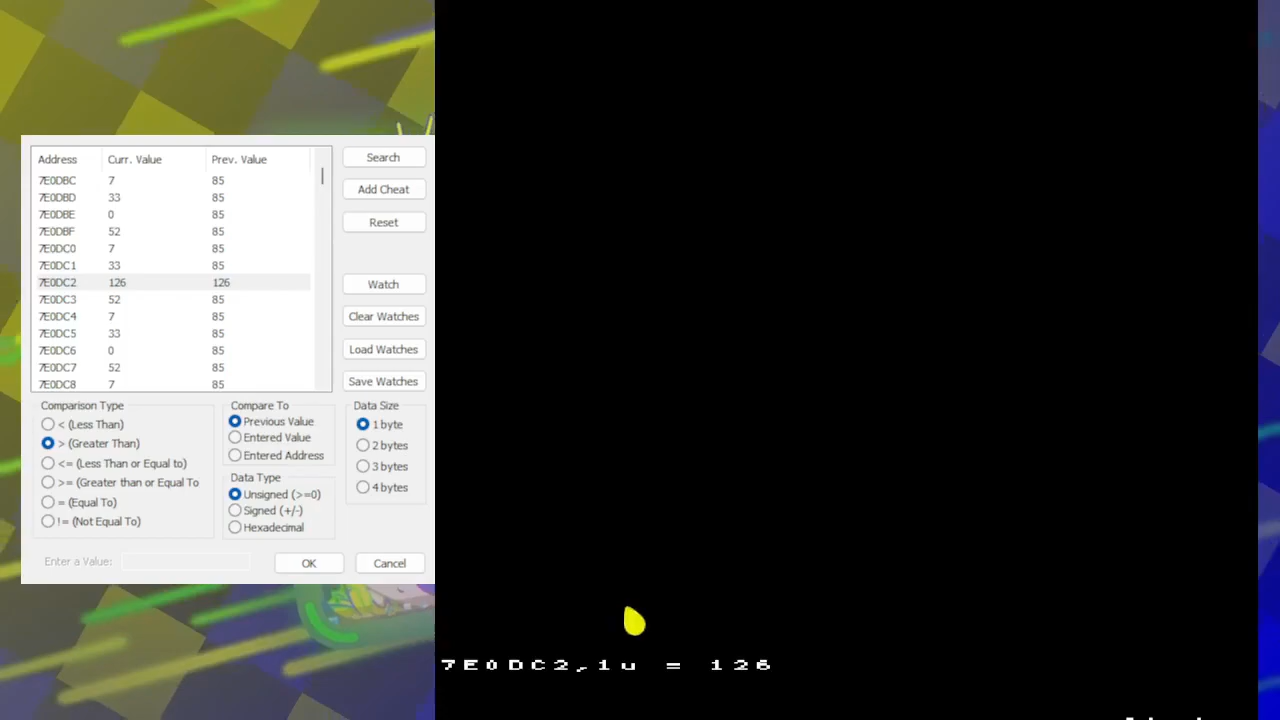 Address Curr. Value Prev. Value
7E0DBC 7 85
7E0DBD 33 85
7E0DBE 0 85
7E0DBF 52 85
7E0DC0 7 85
7E0DC1 33 85
7E0DC2 126 126
7E0DC3 52 85
7E0DC4 7 85
7E0DC5 33 85
7E0DC6 0 85
7E0DC7 52 85
7E0DC8 7 85
Search
Add Cheat
Reset
Watch
Clear Watches
Load Watches
Save Watches
Comparison Type
< (Less Than)
> (Greater Than)
<= (Less Than or Equal to)
>= (Greater than or Equal To
= (Equal To)
!= (Not Equal To)
Compare To
Previous Value
Entered Value
Entered Address
Data Type
Unsigned (>=0)
Signed (+/-)
Hexadecimal
Data Size
1 byte
2 bytes
3 bytes
4 bytes
Enter a Value:
OK
Cancel
7E0DC2,1u = 126